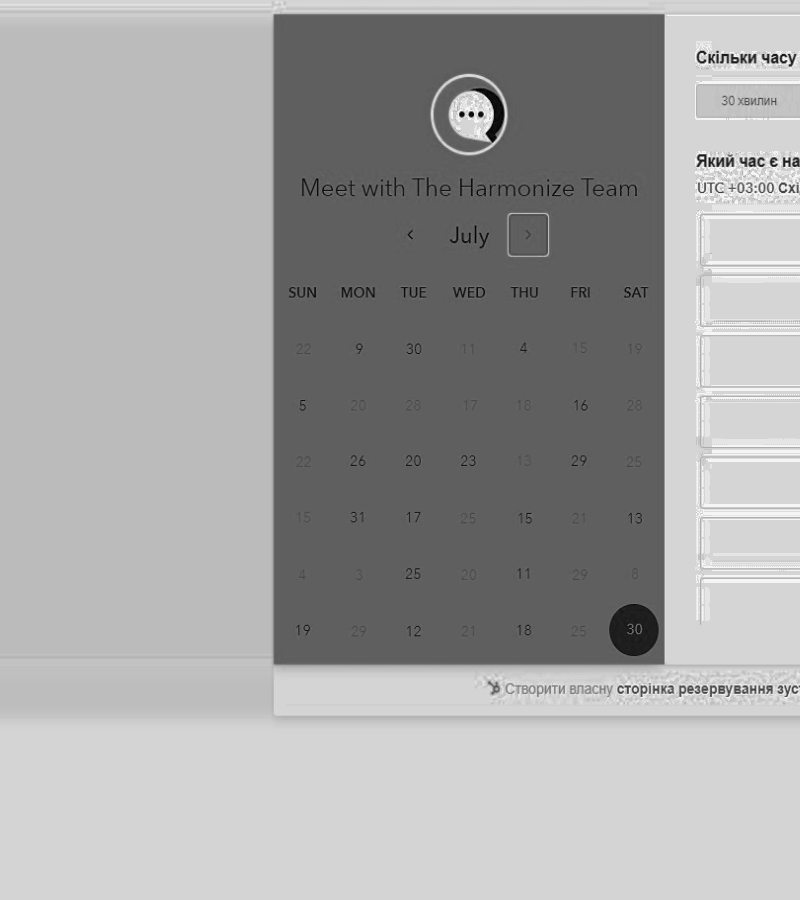 Meet with The Harmonize Team
July
SUN MON TUE WED THU FRI SAT
22 9 30 11 4 15 19
5 20 28 17 18 16 28
22 26 20 23 13 29 25
15 31 17 25 15 21 13
4 3 25 20 11 29 8
19 29 12 21 18 25 30
Скільки часу
30 хвилин
Який час є на
UTC +03:00 Схі
Створити власну сторінка резервування зус